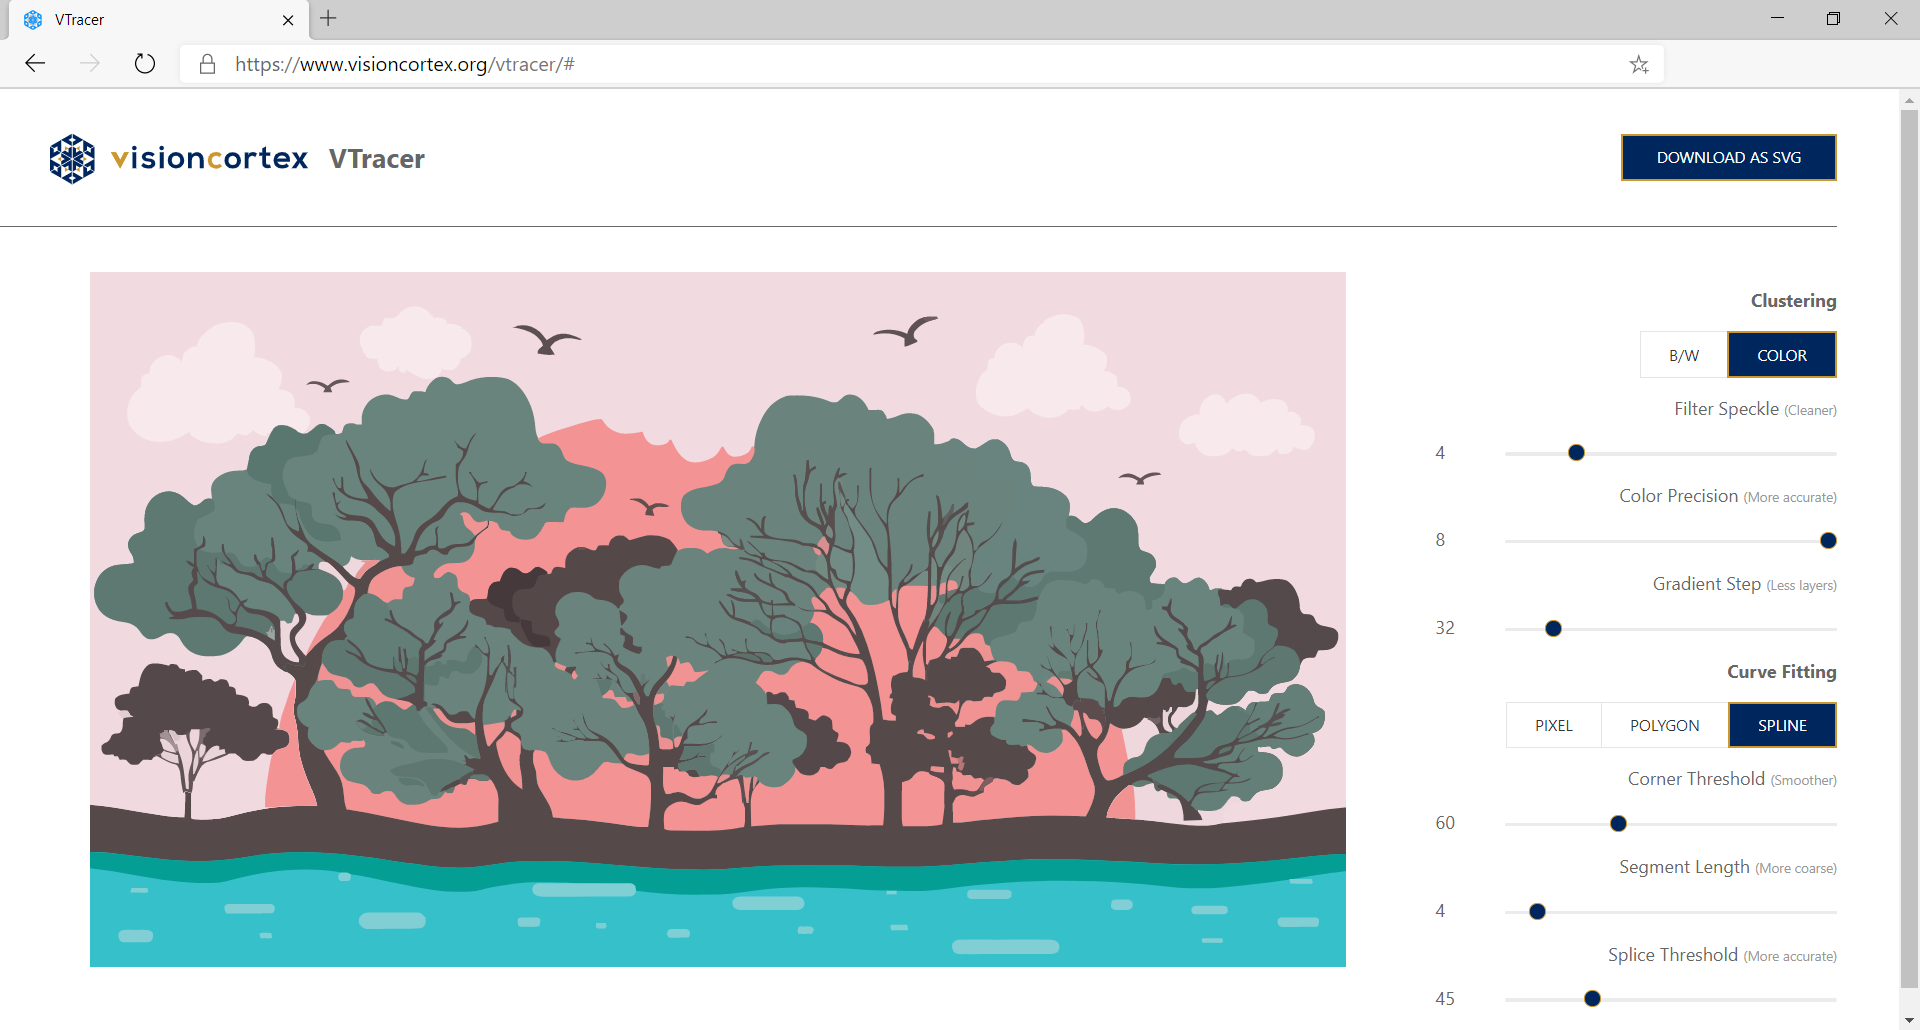 VTracer
https://www.visioncortex.org/vtracer/#
visioncortex VTracer
DOWNLOAD AS SVG
Clustering
B/W COLOR
Filter Speckle (Cleaner)
4
Color Precision (More accurate)
8
Gradient Step (Less layers)
32
Curve Fitting
PIXEL POLYGON SPLINE
Corner Threshold (Smoother)
60
Segment Length (More coarse)
4
Splice Threshold (More accurate)
45